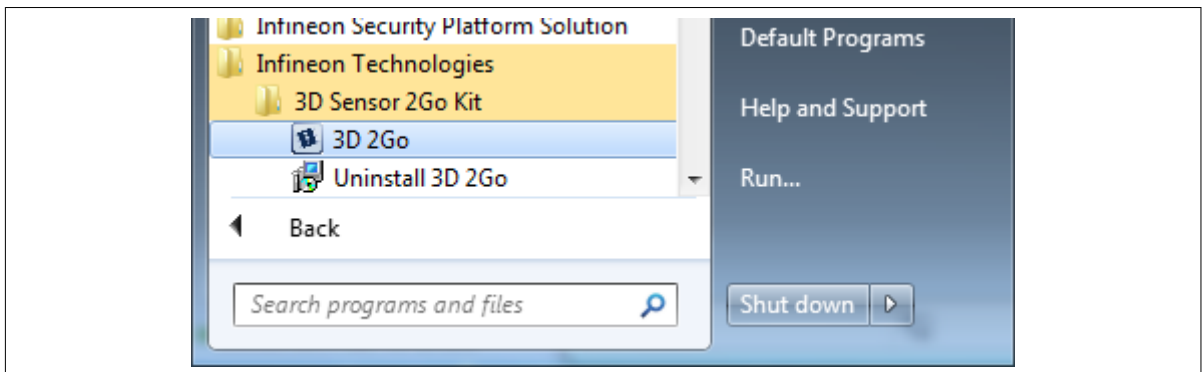 Infineon Security Platform Solution
Infineon Technologies
3D Sensor 2Go Kit
3D 2Go
Uninstall 3D 2Go
Back
Search programs and files
Default Programs
Help and Support
Run...
Shut down